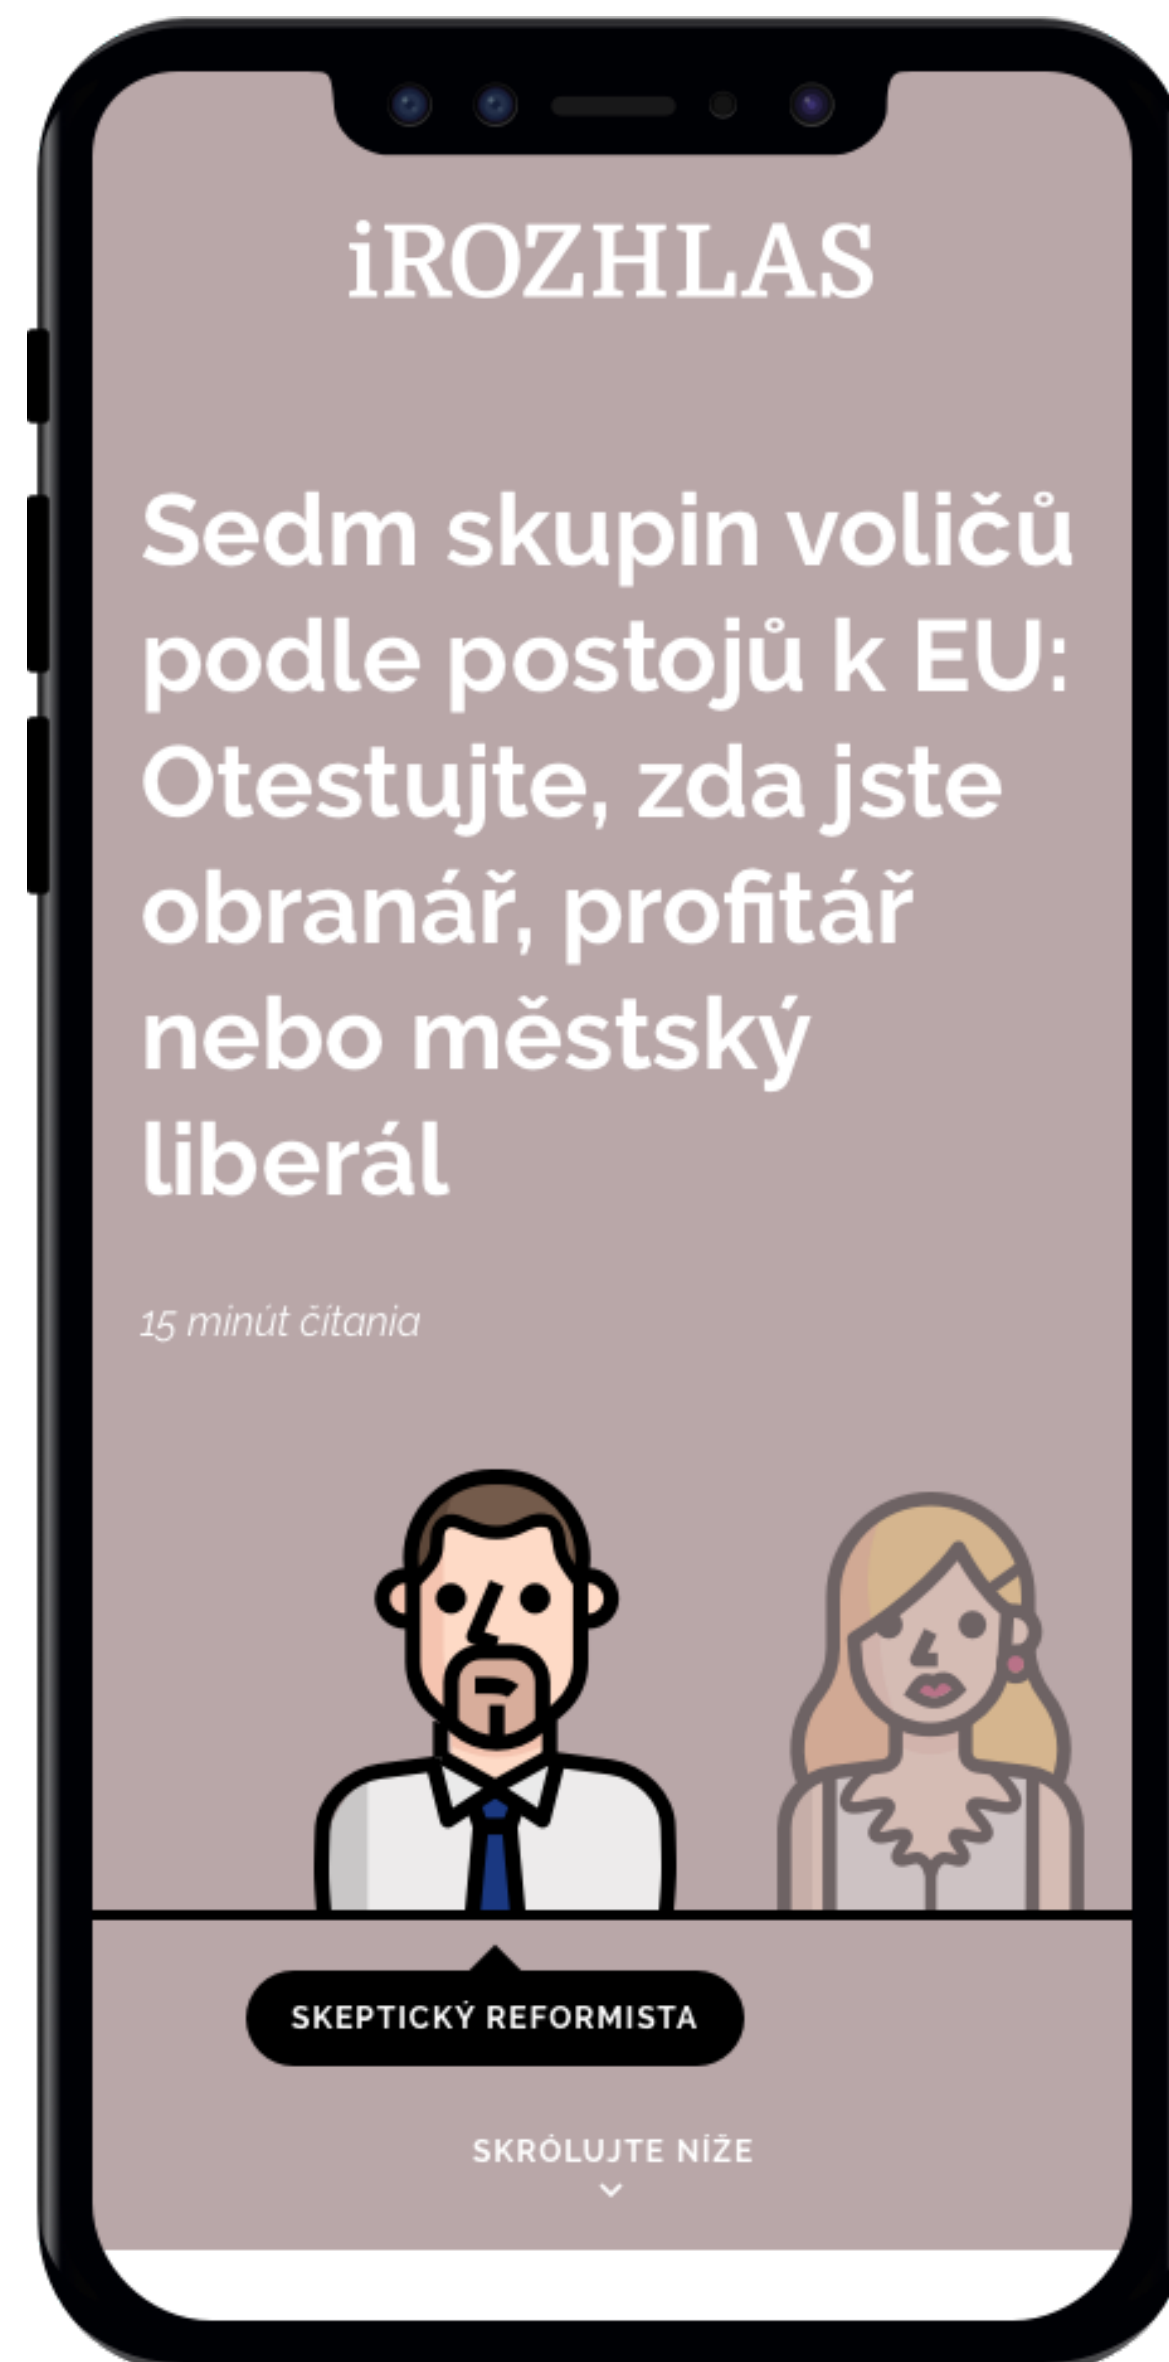 iROZHLAS
Sedm skupin voličů
podle postojů k EU:
Otestujte, zda jste
obranář, profitář
nebo městský
liberál
15 minút čítania
SKEPTICKÝ REFORMISTA
SKRÓLUJTE NÍŽE